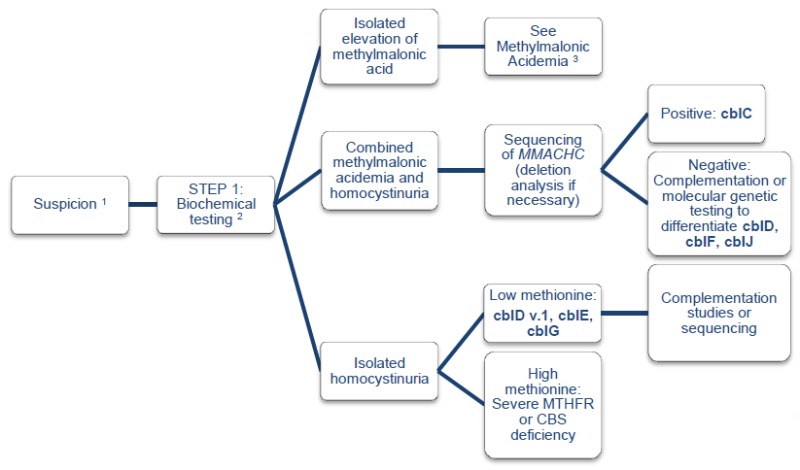 Suspicion ¹
STEP 1:
Biochemical
testing ²
Isolated
elevation of
methylmalonic
acid
See
Methylmalonic
Acidemia ³
Combined
methylmalonic
acidemia and
homocystinuria
Sequencing
of MMACHC
(deletion
analysis if
necessary)
Positive: cblC
Negative:
Complementation or
molecular genetic
testing to
differentiate cblD,
cblF, cblJ
Isolated
homocystinuria
Low methionine:
cblD v.1, cblE,
cblG
Complementation
studies or
sequencing
High
methionine:
Severe MTHFR
or CBS
deficiency